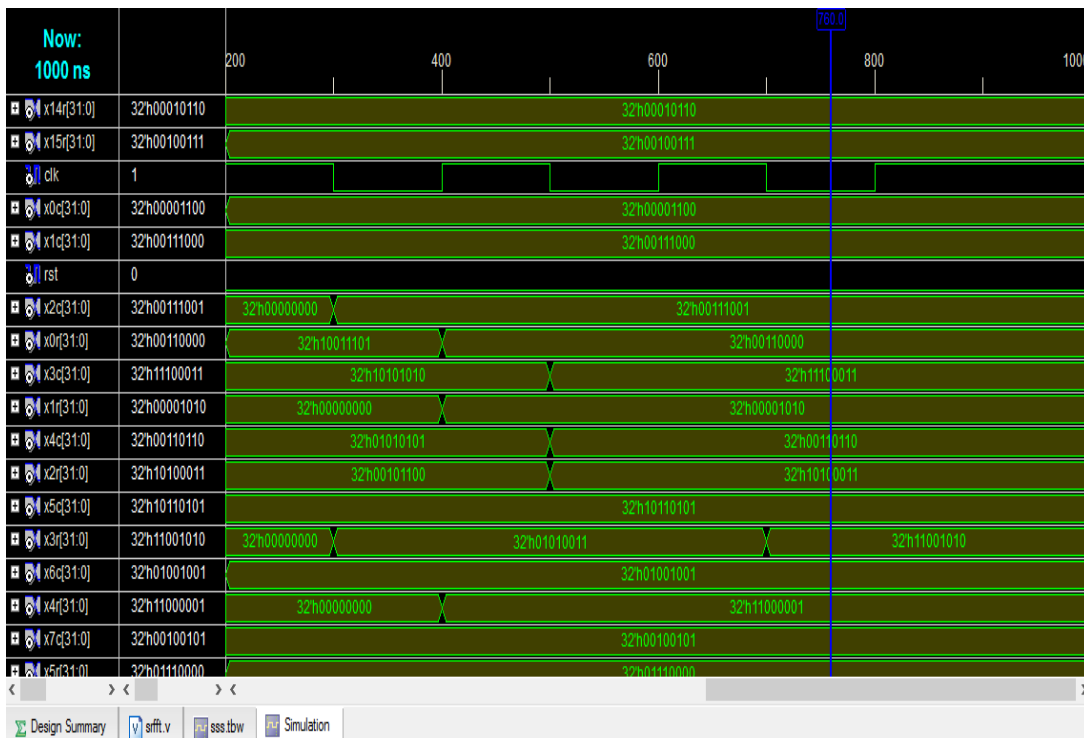 760.0
Now:
1000 ns
200 400 600 800 1000
x14r[31:0] 32'h00010110 32'h00010110
x15r[31:0] 32'h00100111 32'h00100111
clk 1
x0c[31:0] 32'h00001100 32'h00001100
x1c[31:0] 32'h00111000 32'h00111000
rst 0
x2c[31:0] 32'h00111001 32'h00000000 32'h00111001
x0r[31:0] 32'h00110000 32'h10011101 32'h00110000
x3c[31:0] 32'h11100011 32'h10101010 32'h11100011
x1r[31:0] 32'h00001010 32'h00000000 32'h00001010
x4c[31:0] 32'h00110110 32'h01010101 32'h00110110
x2r[31:0] 32'h10100011 32'h00101100 32'h10100011
x5c[31:0] 32'h10110101 32'h10110101
x3r[31:0] 32'h11001010 32'h00000000 32'h01010011 32'h11001010
x6c[31:0] 32'h01001001 32'h01001001
x4r[31:0] 32'h11000001 32'h00000000 32'h11000001
x7c[31:0] 32'h00100101 32'h00100101
x5r[31:0] 32'h01110000 32'h01110000
Design Summary srfft.v sss.tbw Simulation